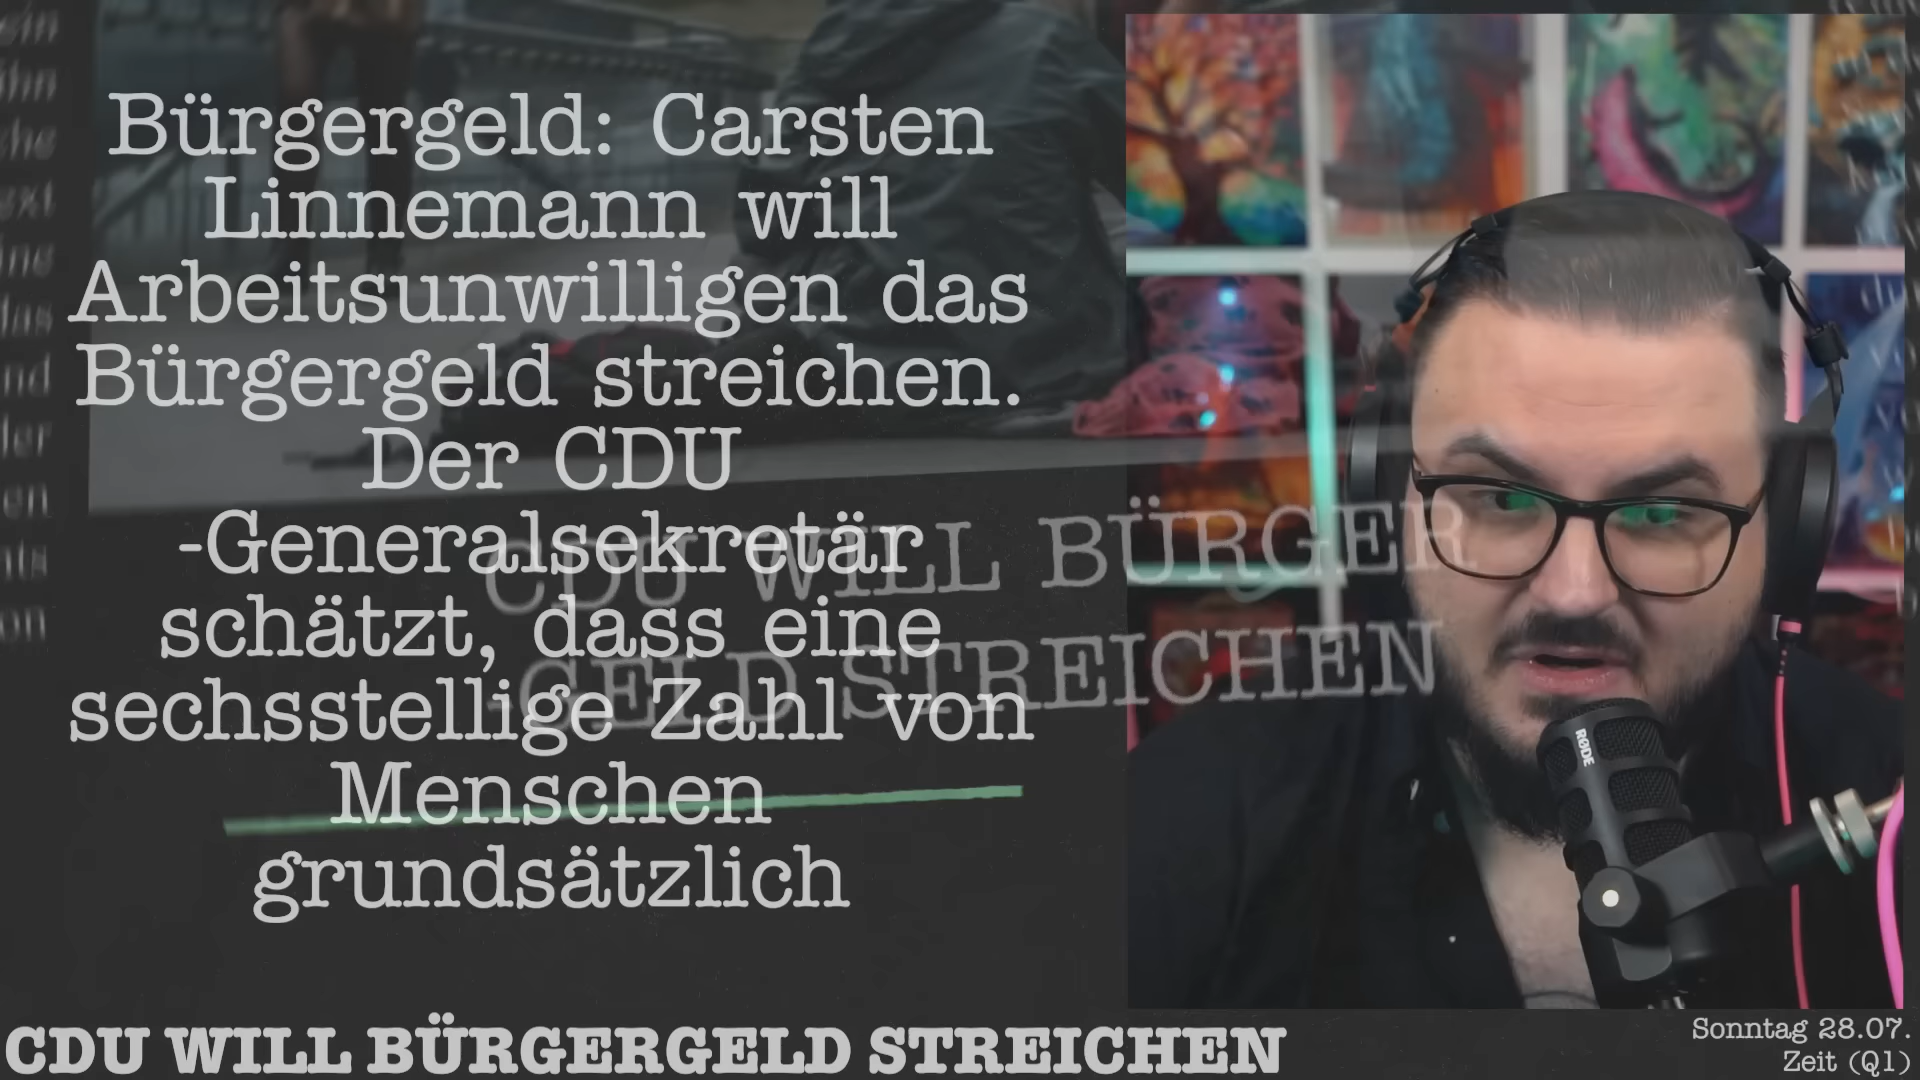 Bürgergeld: Carsten
Linnemann will
Arbeitsunwilligen das
Bürgergeld streichen.
Der CDU
-Generalsekretär
schätzt, dass eine
sechsstellige Zahl von
Menschen
grundsätzlich
CDU WILL BÜRGER
GELD STREICHEN
RØDE
CDU WILL BÜRGERGELD STREICHEN
Sonntag 28.07.
Zeit (Q1)